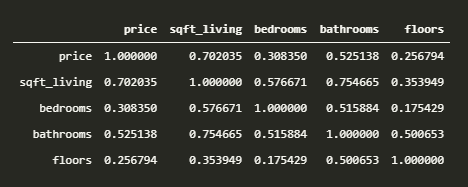 price sqft_living bedrooms bathrooms floors
price 1.000000 0.702035 0.308350 0.525138 0.256794
sqft_living 0.702035 1.000000 0.576671 0.754665 0.353949
bedrooms 0.308350 0.576671 1.000000 0.515884 0.175429
bathrooms 0.525138 0.754665 0.515884 1.000000 0.500653
floors 0.256794 0.353949 0.175429 0.500653 1.000000